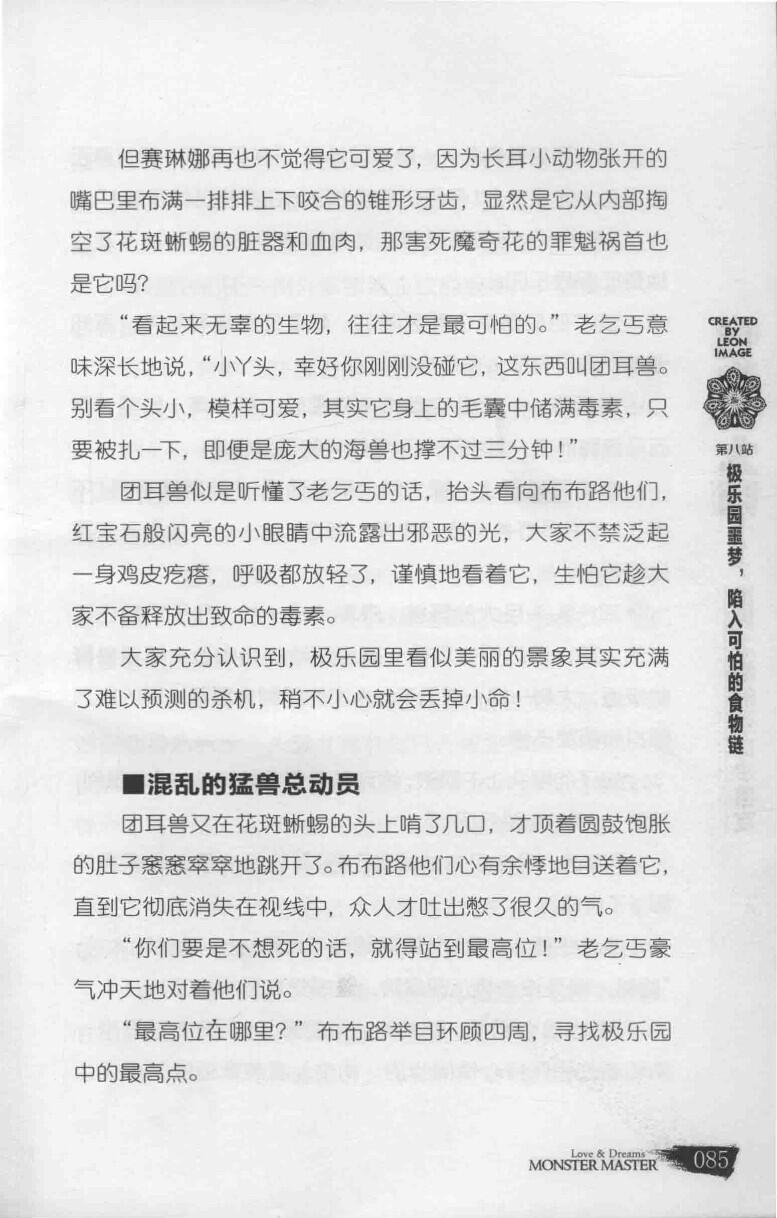 但赛琳娜再也不觉得它可爱了，因为长耳小动物张开的
嘴巴里布满一排排上下咬合的锥形牙齿，显然是它从内部掏
空了花斑蜥蜴的脏器和血肉，那害死魔奇花的罪魁祸首也
是它吗？
“看起来无辜的生物，往往才是最可怕的。”老乞丐意
味深长地说，“小丫头，幸好你刚刚没碰它，这东西叫团耳兽。
别看个头小，模样可爱，其实它身上的毛囊中储满毒素，只
要被扎一下，即便是庞大的海兽也撑不过三分钟！”
团耳兽似是听懂了老乞丐的话，抬头看向布布路他们，
红宝石般闪亮的小眼睛中流露出邪恶的光，大家不禁泛起
一身鸡皮疙瘩，呼吸都放轻了，谨慎地看着它，生怕它趁大
家不备释放出致命的毒素。
大家充分认识到，极乐园里看似美丽的景象其实充满
了难以预测的杀机，稍不小心就会丢掉小命！
■混乱的猛兽总动员
团耳兽又在花斑蜥蜴的头上啃了几口，才顶着圆鼓饱胀
的肚子窸窸窣窣地跳开了。布布路他们心有余悸地目送着它，
直到它彻底消失在视线中，众人才吐出憋了很久的气。
“你们要是不想死的话，就得站到最高位！”老乞丐豪
气冲天地对着他们说。
“最高位在哪里？”布布路举目环顾四周，寻找极乐园
中的最高点。
CREATED
BY
LEON
IMAGE
第八站
极乐园噩梦，陷入可怕的食物链
Love & Dreams
MONSTER MASTER
085